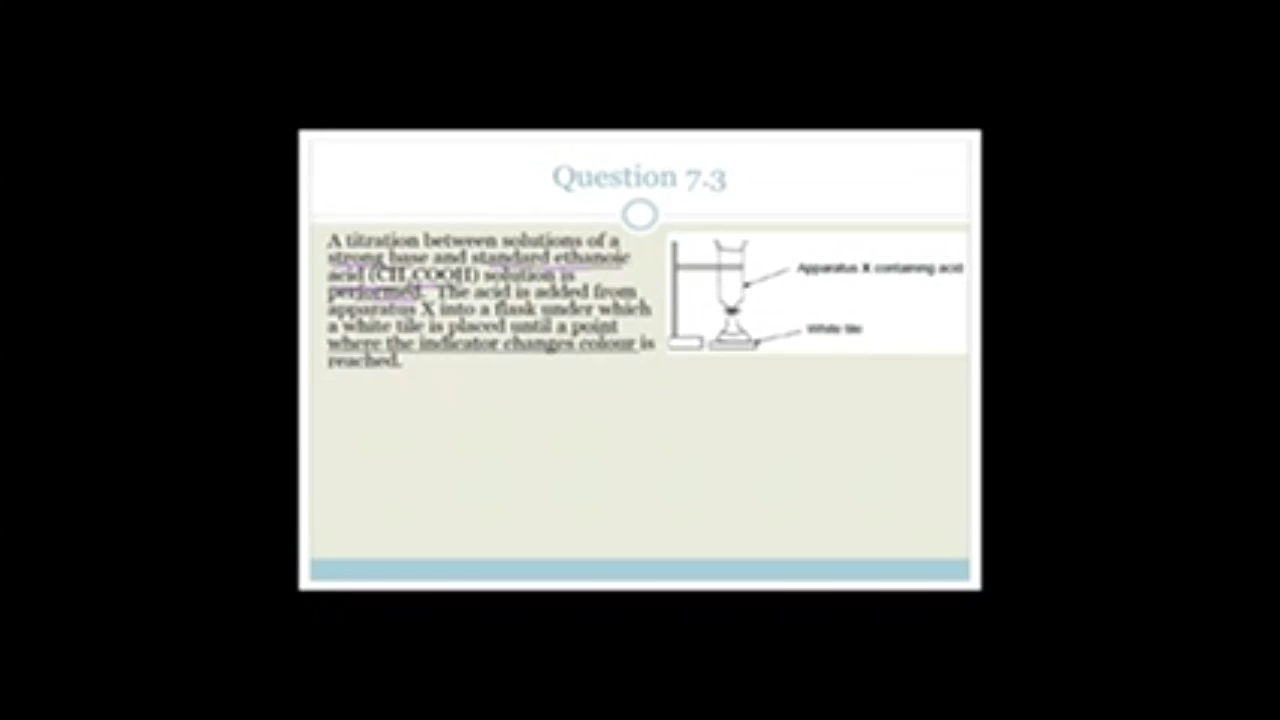 Question 7.3
A titration between solutions of a
strong base and standard ethanoic
acid (CH₃COOH) solution is
performed. The acid is added from
apparatus X into a flask under which
a white tile is placed until a point
where the indicator changes colour is
reached.
Apparatus X containing acid
White tile